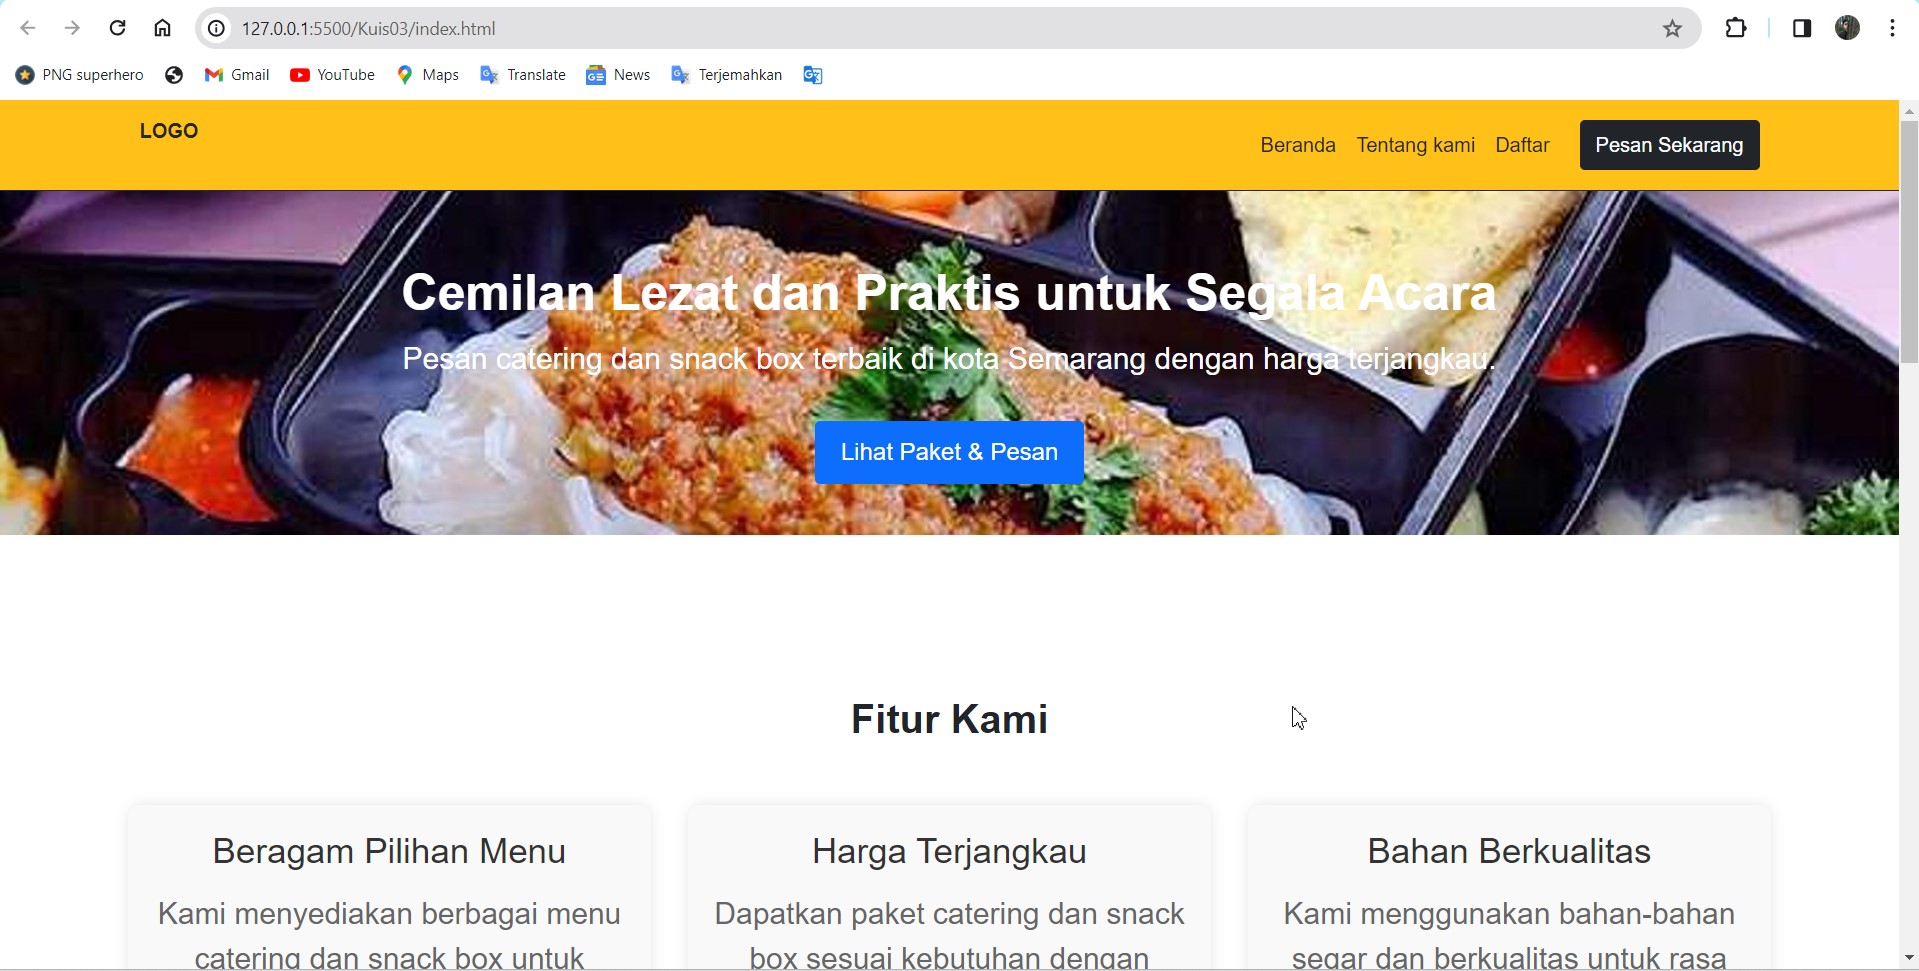 127.0.0.1:5500/Kuis03/index.html
PNG superhero Gmail YouTube Maps Translate News Terjemahkan
LOGO
Beranda Tentang kami Daftar Pesan Sekarang
Cemilan Lezat dan Praktis untuk Segala Acara
Pesan catering dan snack box terbaik di kota Semarang dengan harga terjangkau.
Lihat Paket & Pesan
Fitur Kami
Beragam Pilihan Menu
Kami menyediakan berbagai menu
catering dan snack box untuk
Harga Terjangkau
Dapatkan paket catering dan snack
box sesuai kebutuhan dengan
Bahan Berkualitas
Kami menggunakan bahan-bahan
segar dan berkualitas untuk rasa